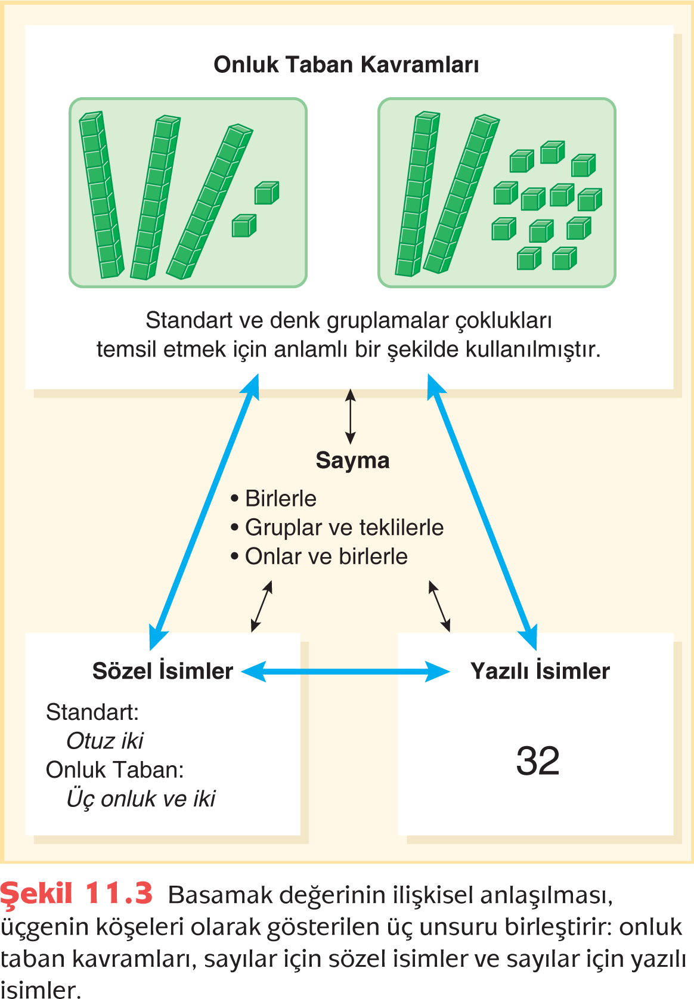 Onluk Taban Kavramları
Standart ve denk gruplamalar çoklukları
temsil etmek için anlamlı bir şekilde kullanılmıştır.
Sayma
• Birlerle
• Gruplar ve teklilerle
• Onlar ve birlerle
Sözel İsimler
Standart:
Otuz iki
Onluk Taban:
Üç onluk ve iki
Yazılı İsimler
32
Şekil 11.3 Basamak değerinin ilişkisel anlaşılması,
üçgenin köşeleri olarak gösterilen üç unsuru birleştirir: onluk
taban kavramları, sayılar için sözel isimler ve sayılar için yazılı
isimler.